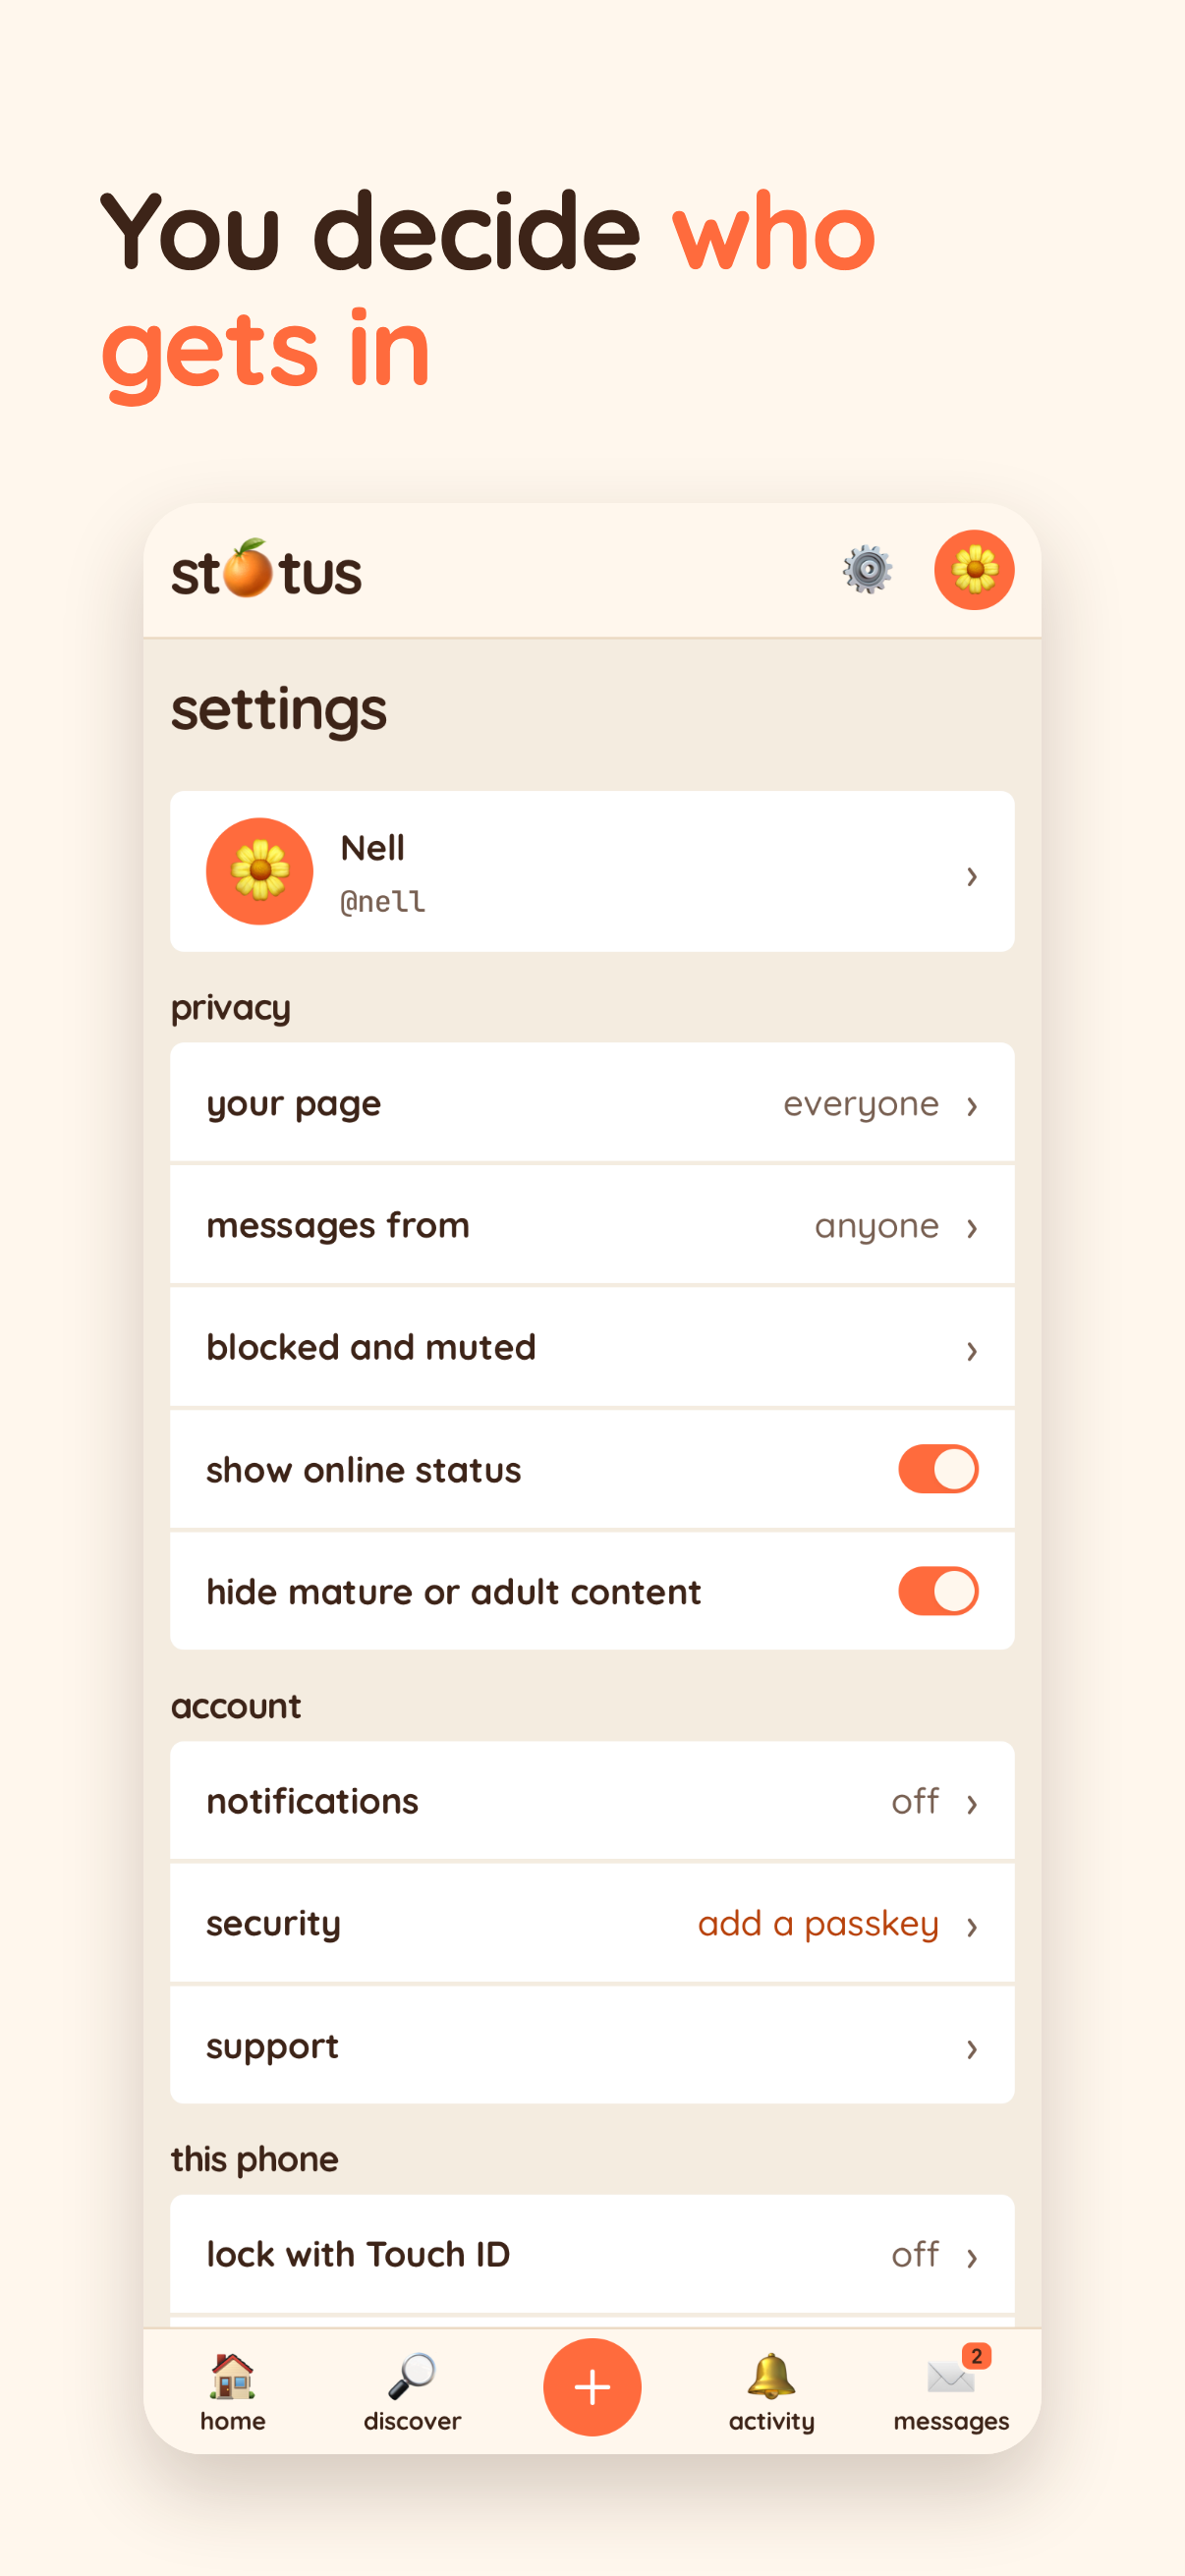 You decide who
gets in
st🍊tus
settings
Nell
@nell
privacy
your page everyone
messages from anyone
blocked and muted
show online status
hide mature or adult content
account
notifications off
security add a passkey
support
this phone
lock with Touch ID off
2
home discover activity messages